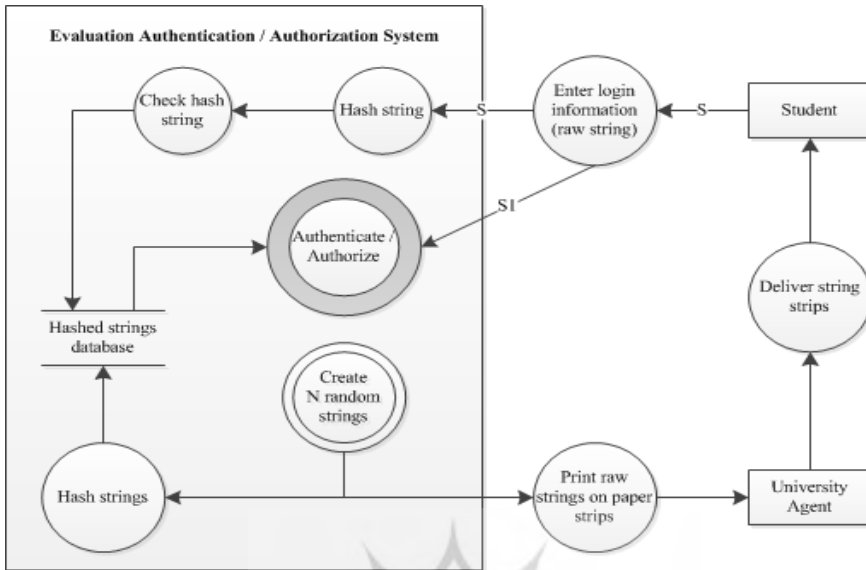 Evaluation Authentication / Authorization System
Check hash
string
Hash string
S
Enter login
information
(raw string)
S
Student
S1
Authenticate /
Authorize
Deliver string
strips
Hashed strings
database
Create
N random
strings
Hash strings
Print raw
strings on paper
strips
University
Agent